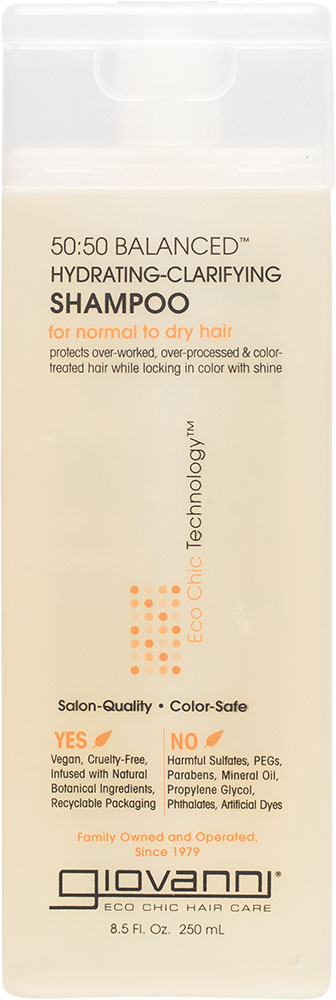 50:50 BALANCED™
HYDRATING-CLARIFYING
SHAMPOO
for normal to dry hair
protects over-worked, over-processed & color-
treated hair while locking in color with shine
Eco Chic Technology™
Salon-Quality • Color-Safe
YES
Vegan, Cruelty-Free,
Infused with Natural
Botanical Ingredients,
Recyclable Packaging
NO
Harmful Sulfates, PEGs,
Parabens, Mineral Oil,
Propylene Glycol,
Phthalates, Artificial Dyes
Family Owned and Operated,
Since 1979
giovanni®
ECO CHIC HAIR CARE
8.5 Fl. Oz. 250 mL